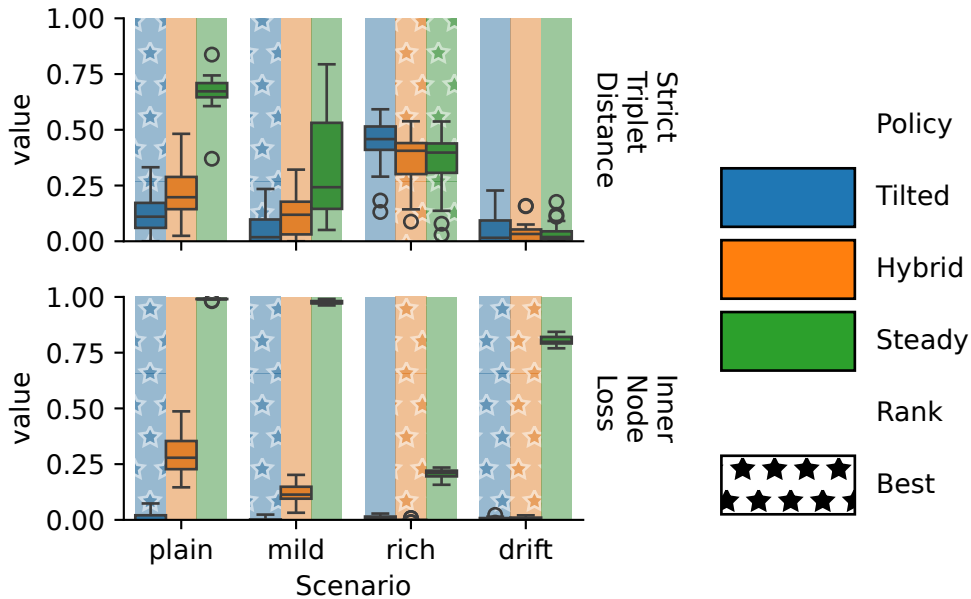 1.00
0.75
0.50
0.25
0.00
value
Strict
Triplet
Distance
1.00
0.75
0.50
0.25
0.00
value
Inner
Node
Loss
plain
mild
rich
drift
Scenario
Policy
Tilted
Hybrid
Steady
Rank
Best